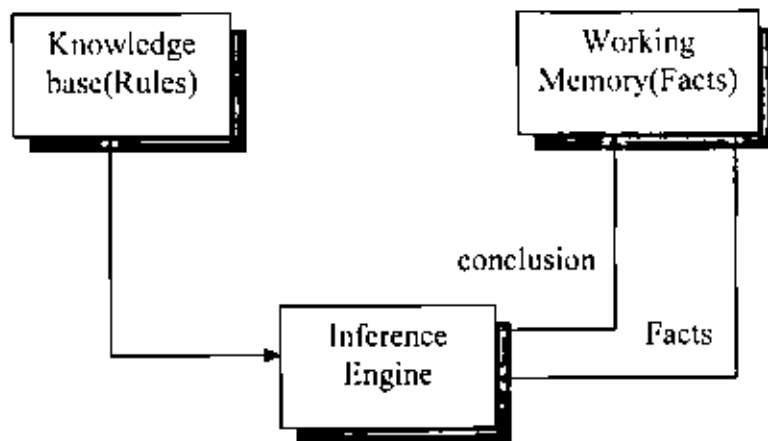 Knowledge
base(Rules)
Working
Memory(Facts)
conclusion
Facts
Inference
Engine